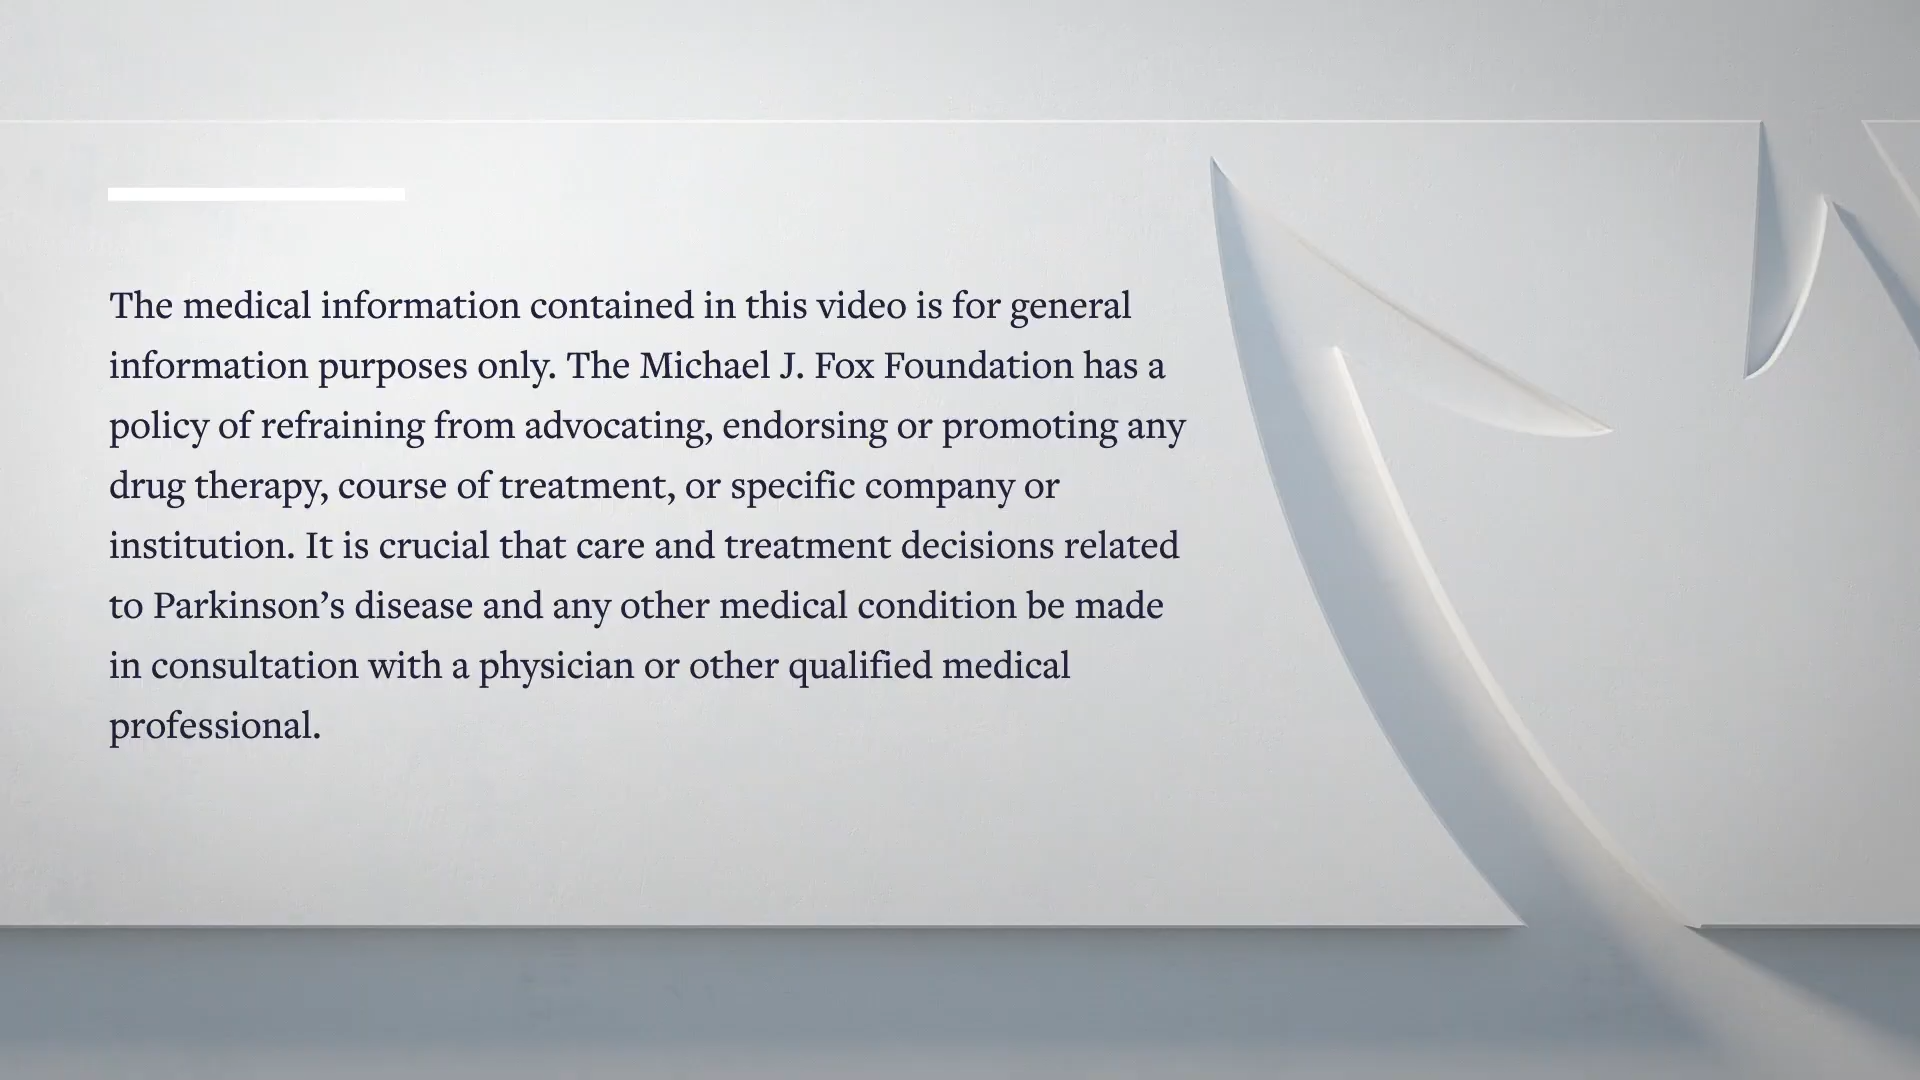 The medical information contained in this video is for general
information purposes only. The Michael J. Fox Foundation has a
policy of refraining from advocating, endorsing or promoting any
drug therapy, course of treatment, or specific company or
institution. It is crucial that care and treatment decisions related
to Parkinson’s disease and any other medical condition be made
in consultation with a physician or other qualified medical
professional.